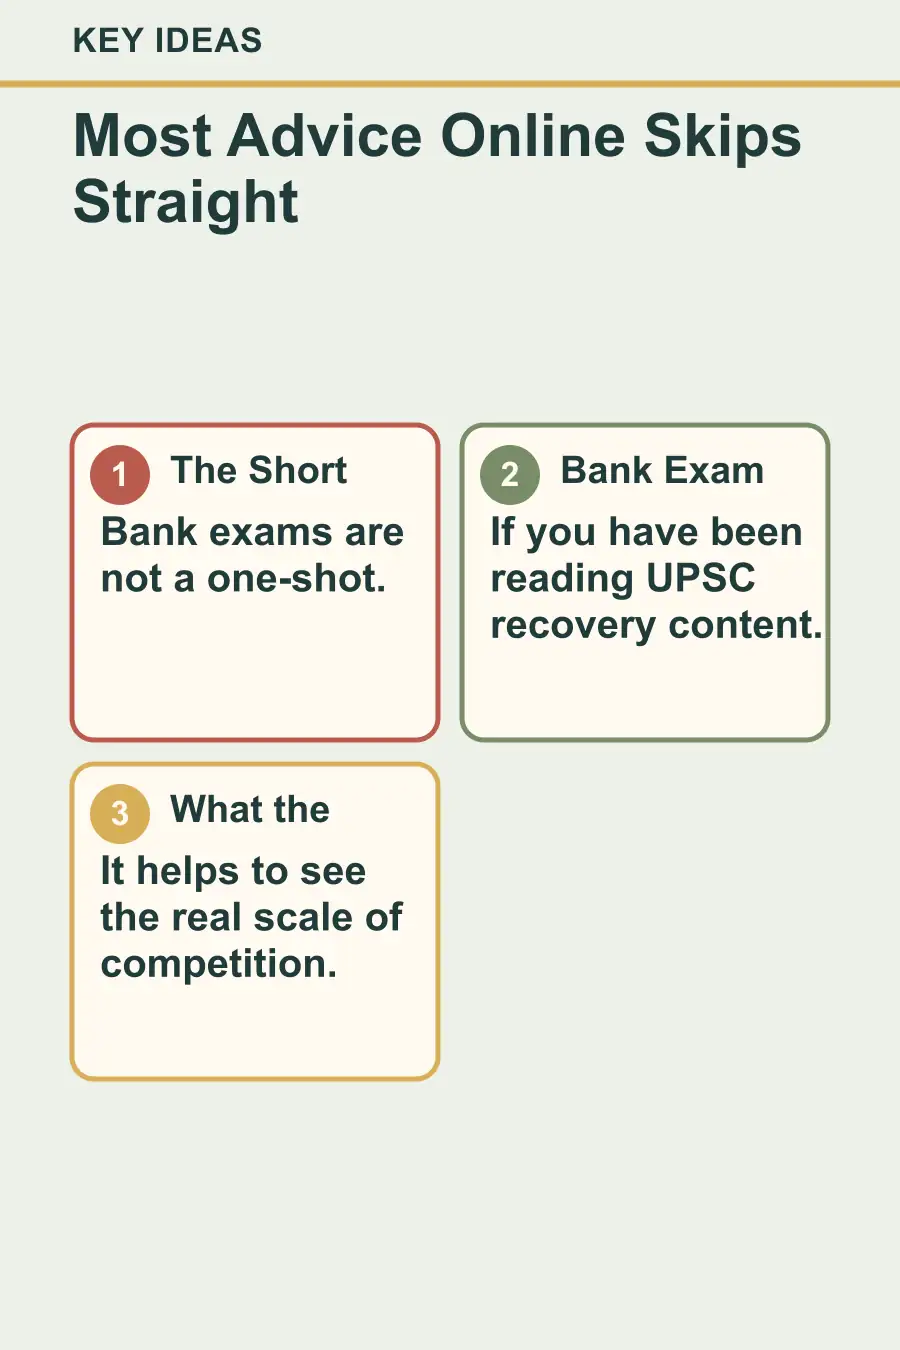 KEY IDEAS
Most Advice Online Skips
Straight
1 The Short
Bank exams are
not a one-shot.
2 Bank Exam
If you have been
reading UPSC
recovery content.
3 What the
It helps to see
the real scale of
competition.